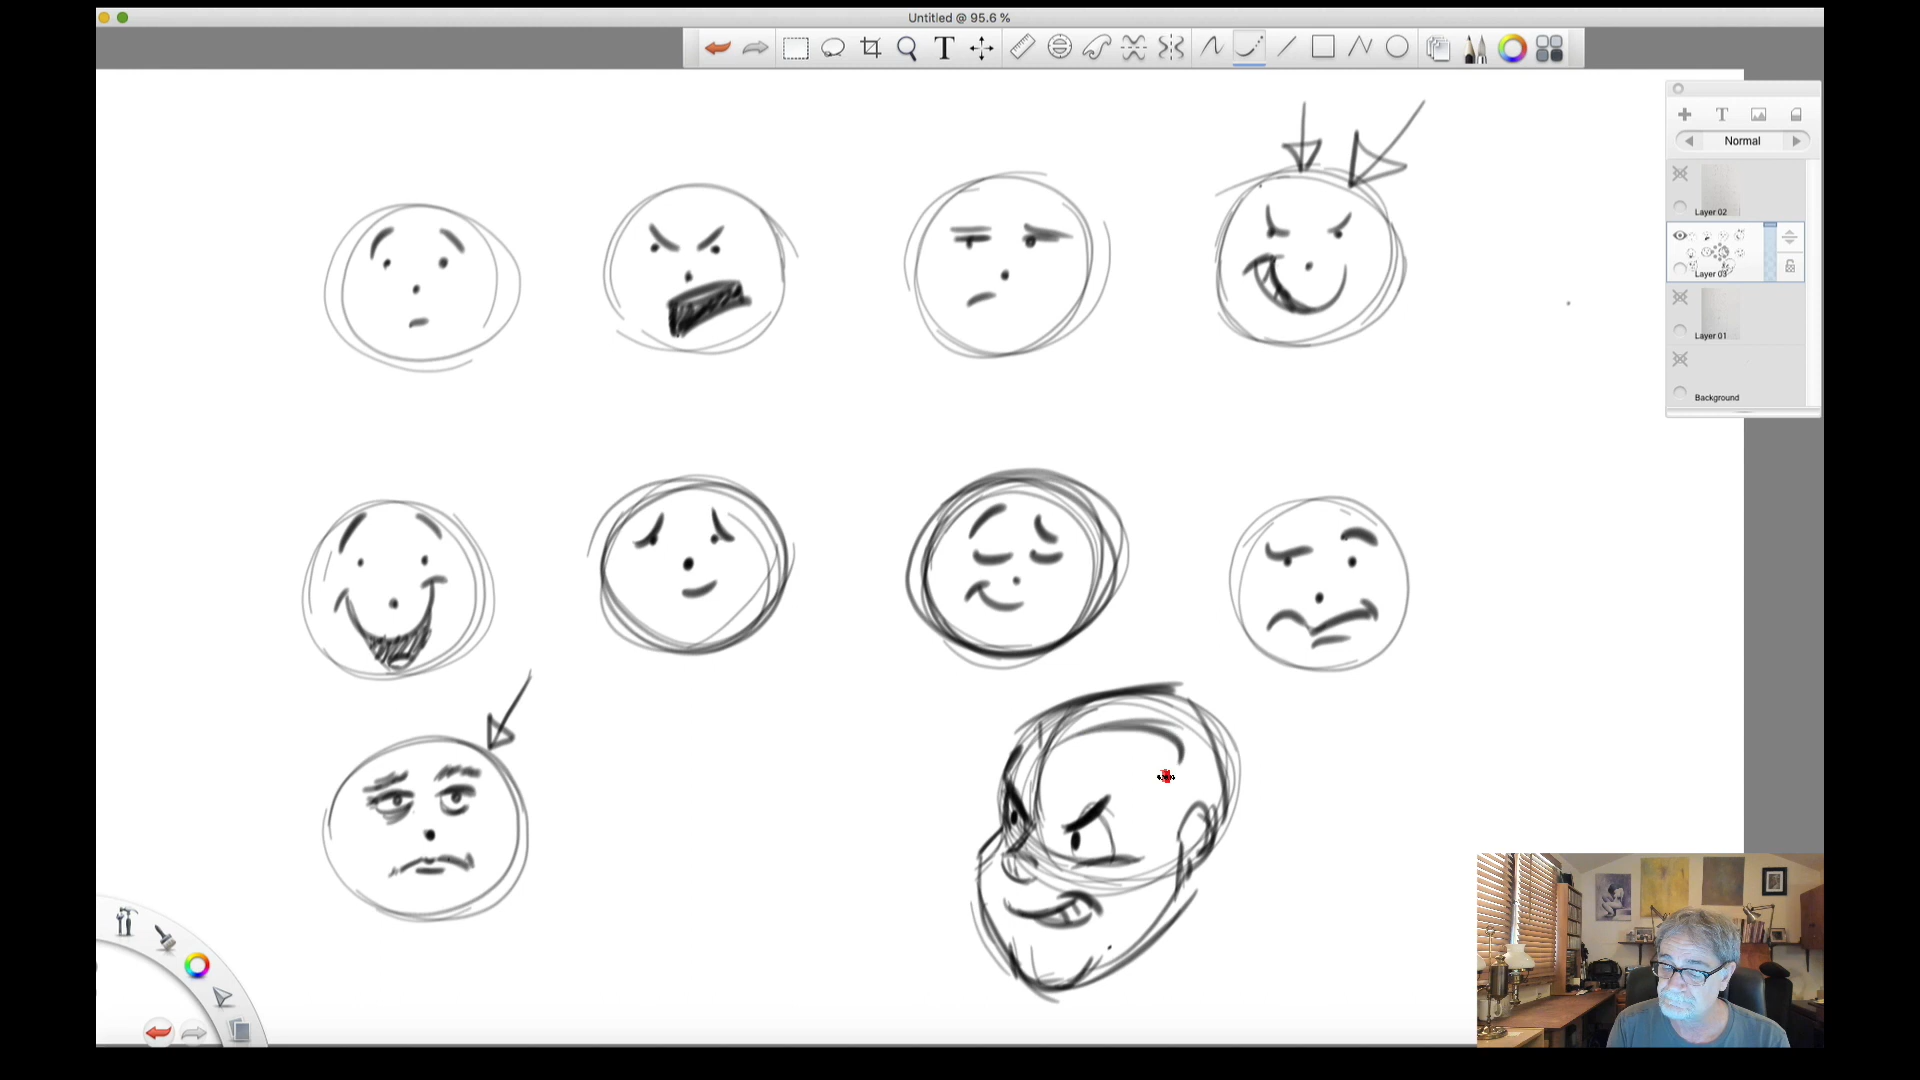 Untitled @ 95.6 %
T
T
Normal
Layer 02
Layer 03
Layer 01
Background